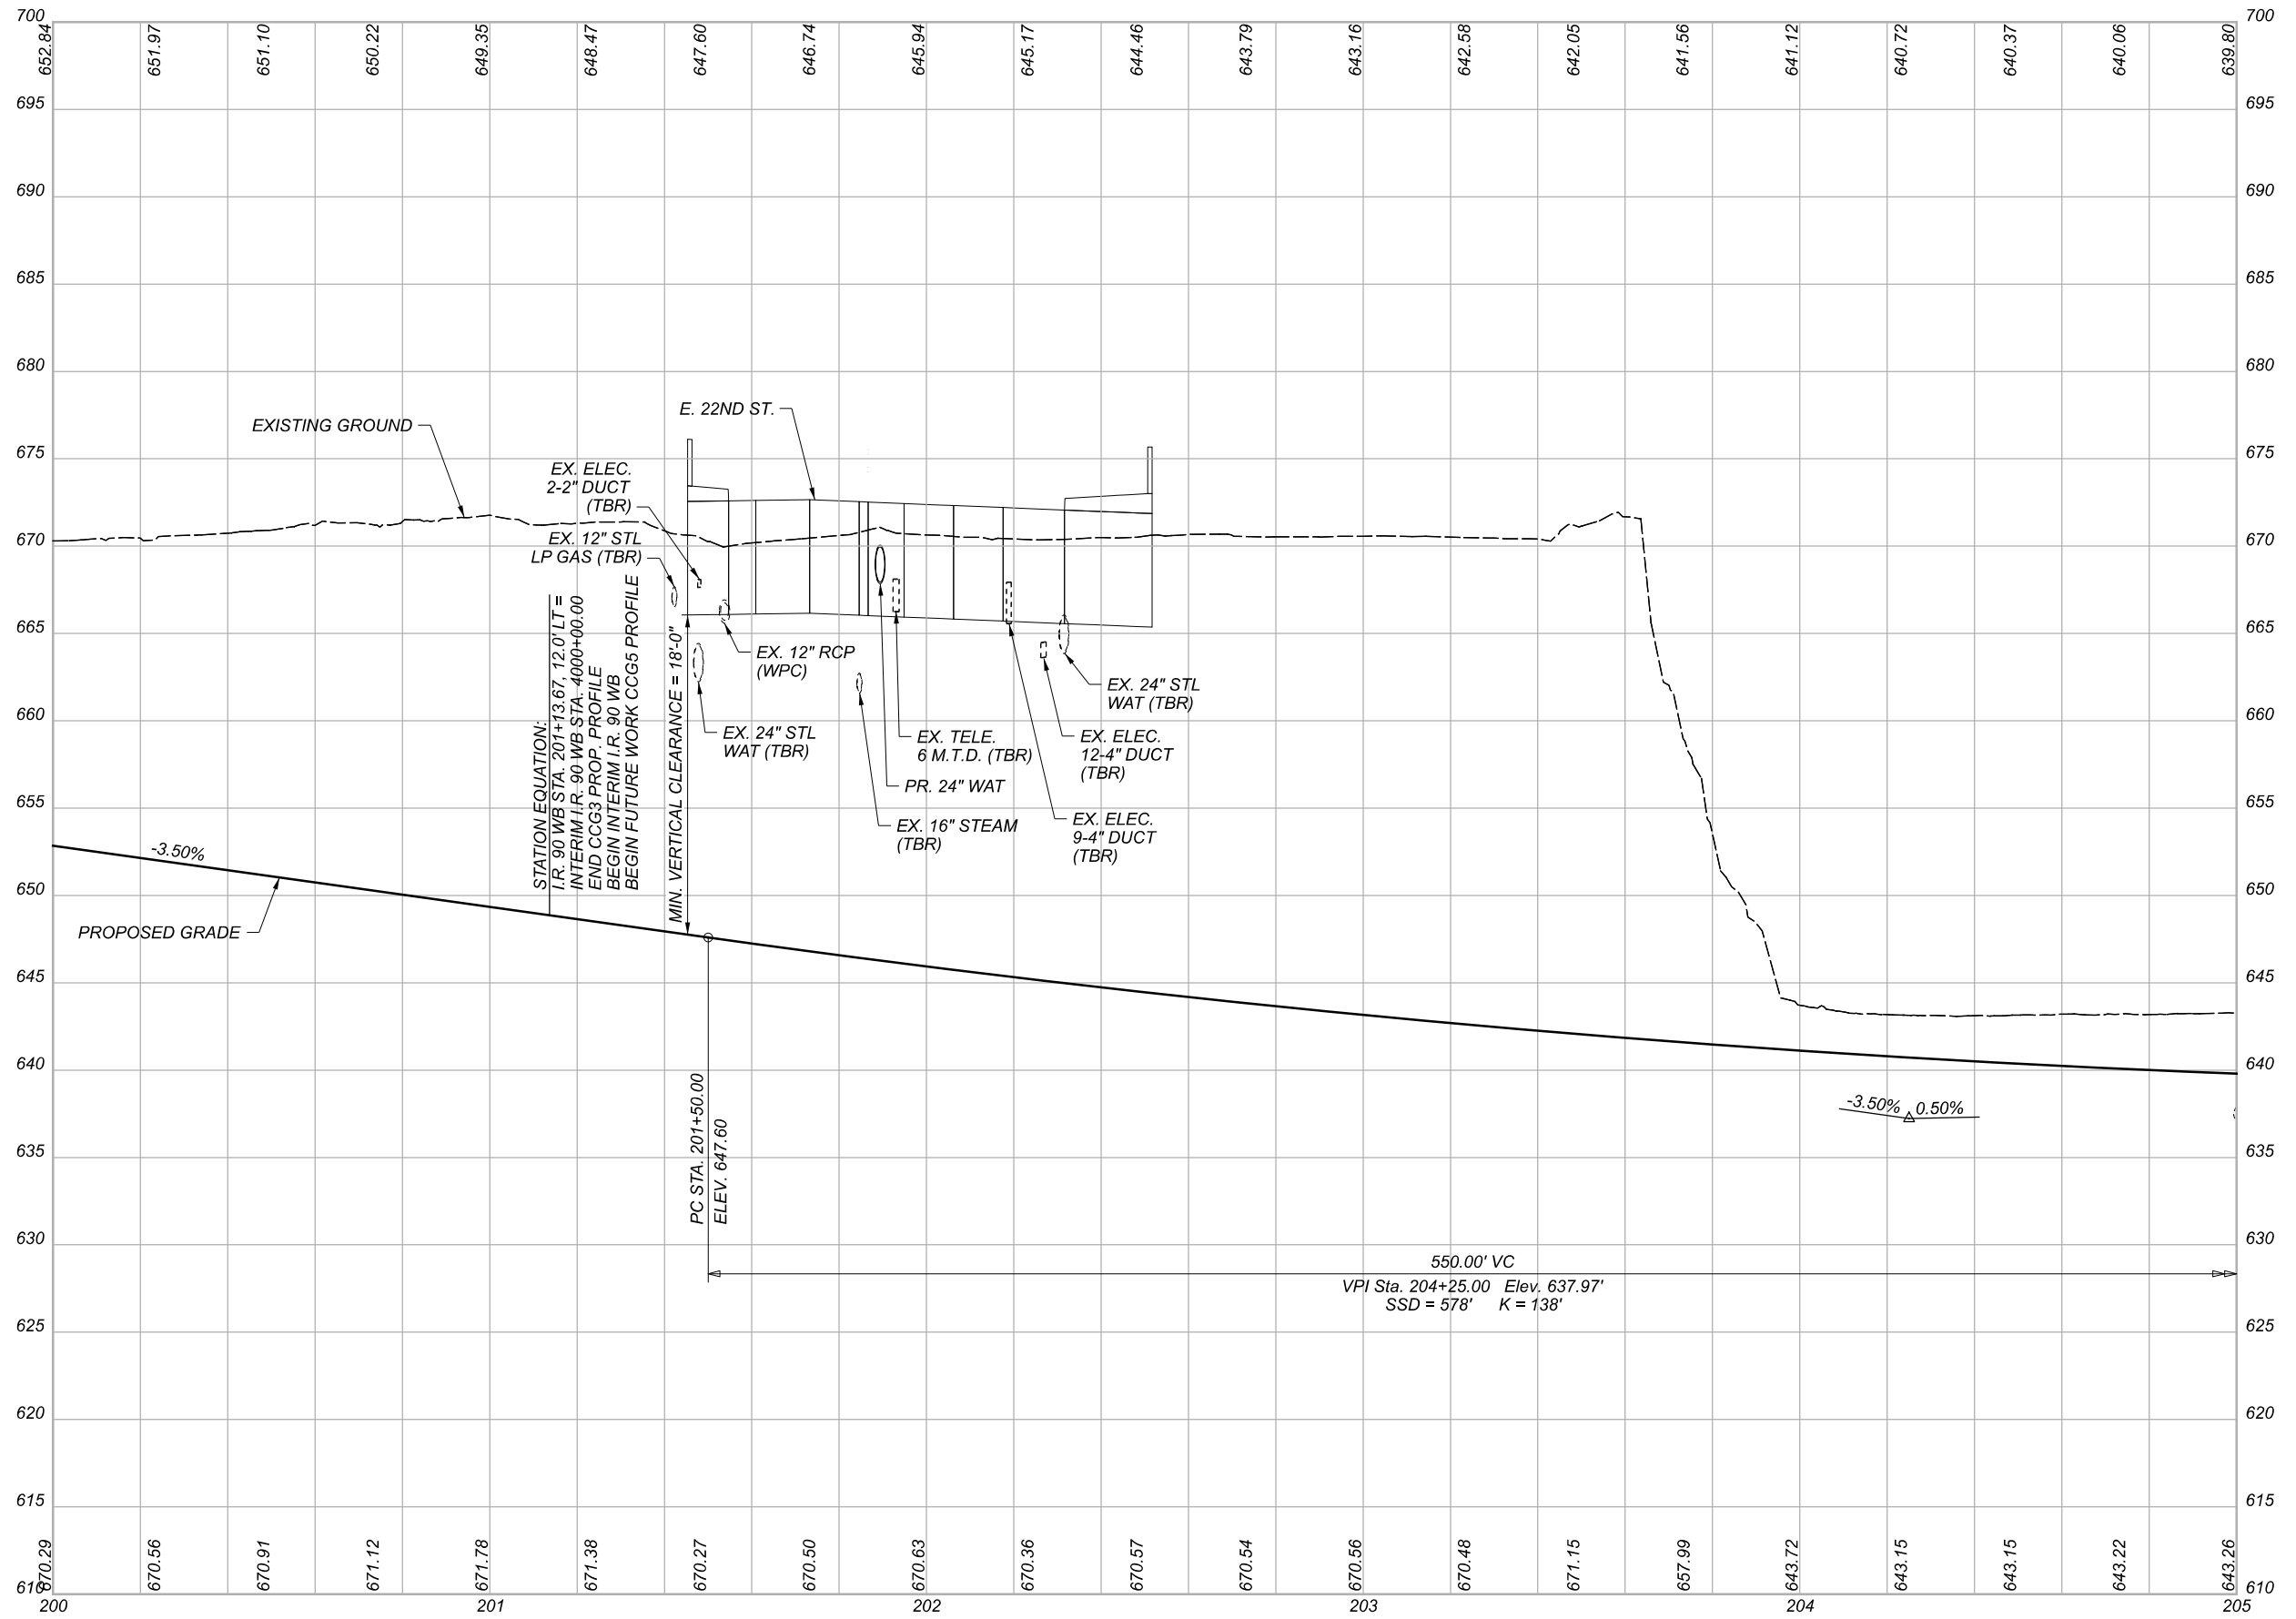 700
652.84
651.97
651.10
650.22
649.35
648.47
647.60
646.74
645.94
645.17
644.46
643.79
643.16
642.58
642.05
641.56
641.12
640.72
640.37
640.06
639.80
700
695
695
690
690
685
685
680
680
675
675
670
670
665
665
660
660
655
655
650
650
645
645
640
640
635
635
630
630
625
625
620
620
615
615
610
610
E. 22ND ST.
EXISTING GROUND
EX. ELEC.
2-2" DUCT
(TBR)
EX. 12" STL
LP GAS (TBR)
STATION EQUATION:
I.R. 90 WB STA. 201+13.67, 12.0' LT =
INTERIM I.R. 90 WB STA. 4000+00.00
END CCG3 PROP. PROFILE
BEGIN INTERIM I.R. 90 WB
BEGIN FUTURE WORK CCG5 PROFILE
MIN. VERTICAL CLEARANCE = 18'-0"
EX. 12" RCP
(WPC)
EX. 24" STL
WAT (TBR)
EX. 24" STL
WAT (TBR)
EX. TELE.
6 M.T.D. (TBR)
EX. ELEC.
12-4" DUCT
(TBR)
PR. 24" WAT
EX. 16" STEAM
(TBR)
EX. ELEC.
9-4" DUCT
(TBR)
-3.50%
PROPOSED GRADE
PC STA. 201+50.00
ELEV. 647.60
-3.50%
0.50%
550.00' VC
VPI Sta. 204+25.00 Elev. 637.97'
SSD = 578' K = 138'
670.29
670.56
670.91
671.12
671.78
671.38
670.27
670.50
670.63
670.36
670.57
670.54
670.56
670.48
671.15
657.99
643.72
643.15
643.15
643.22
643.26
200
201
202
203
204
205